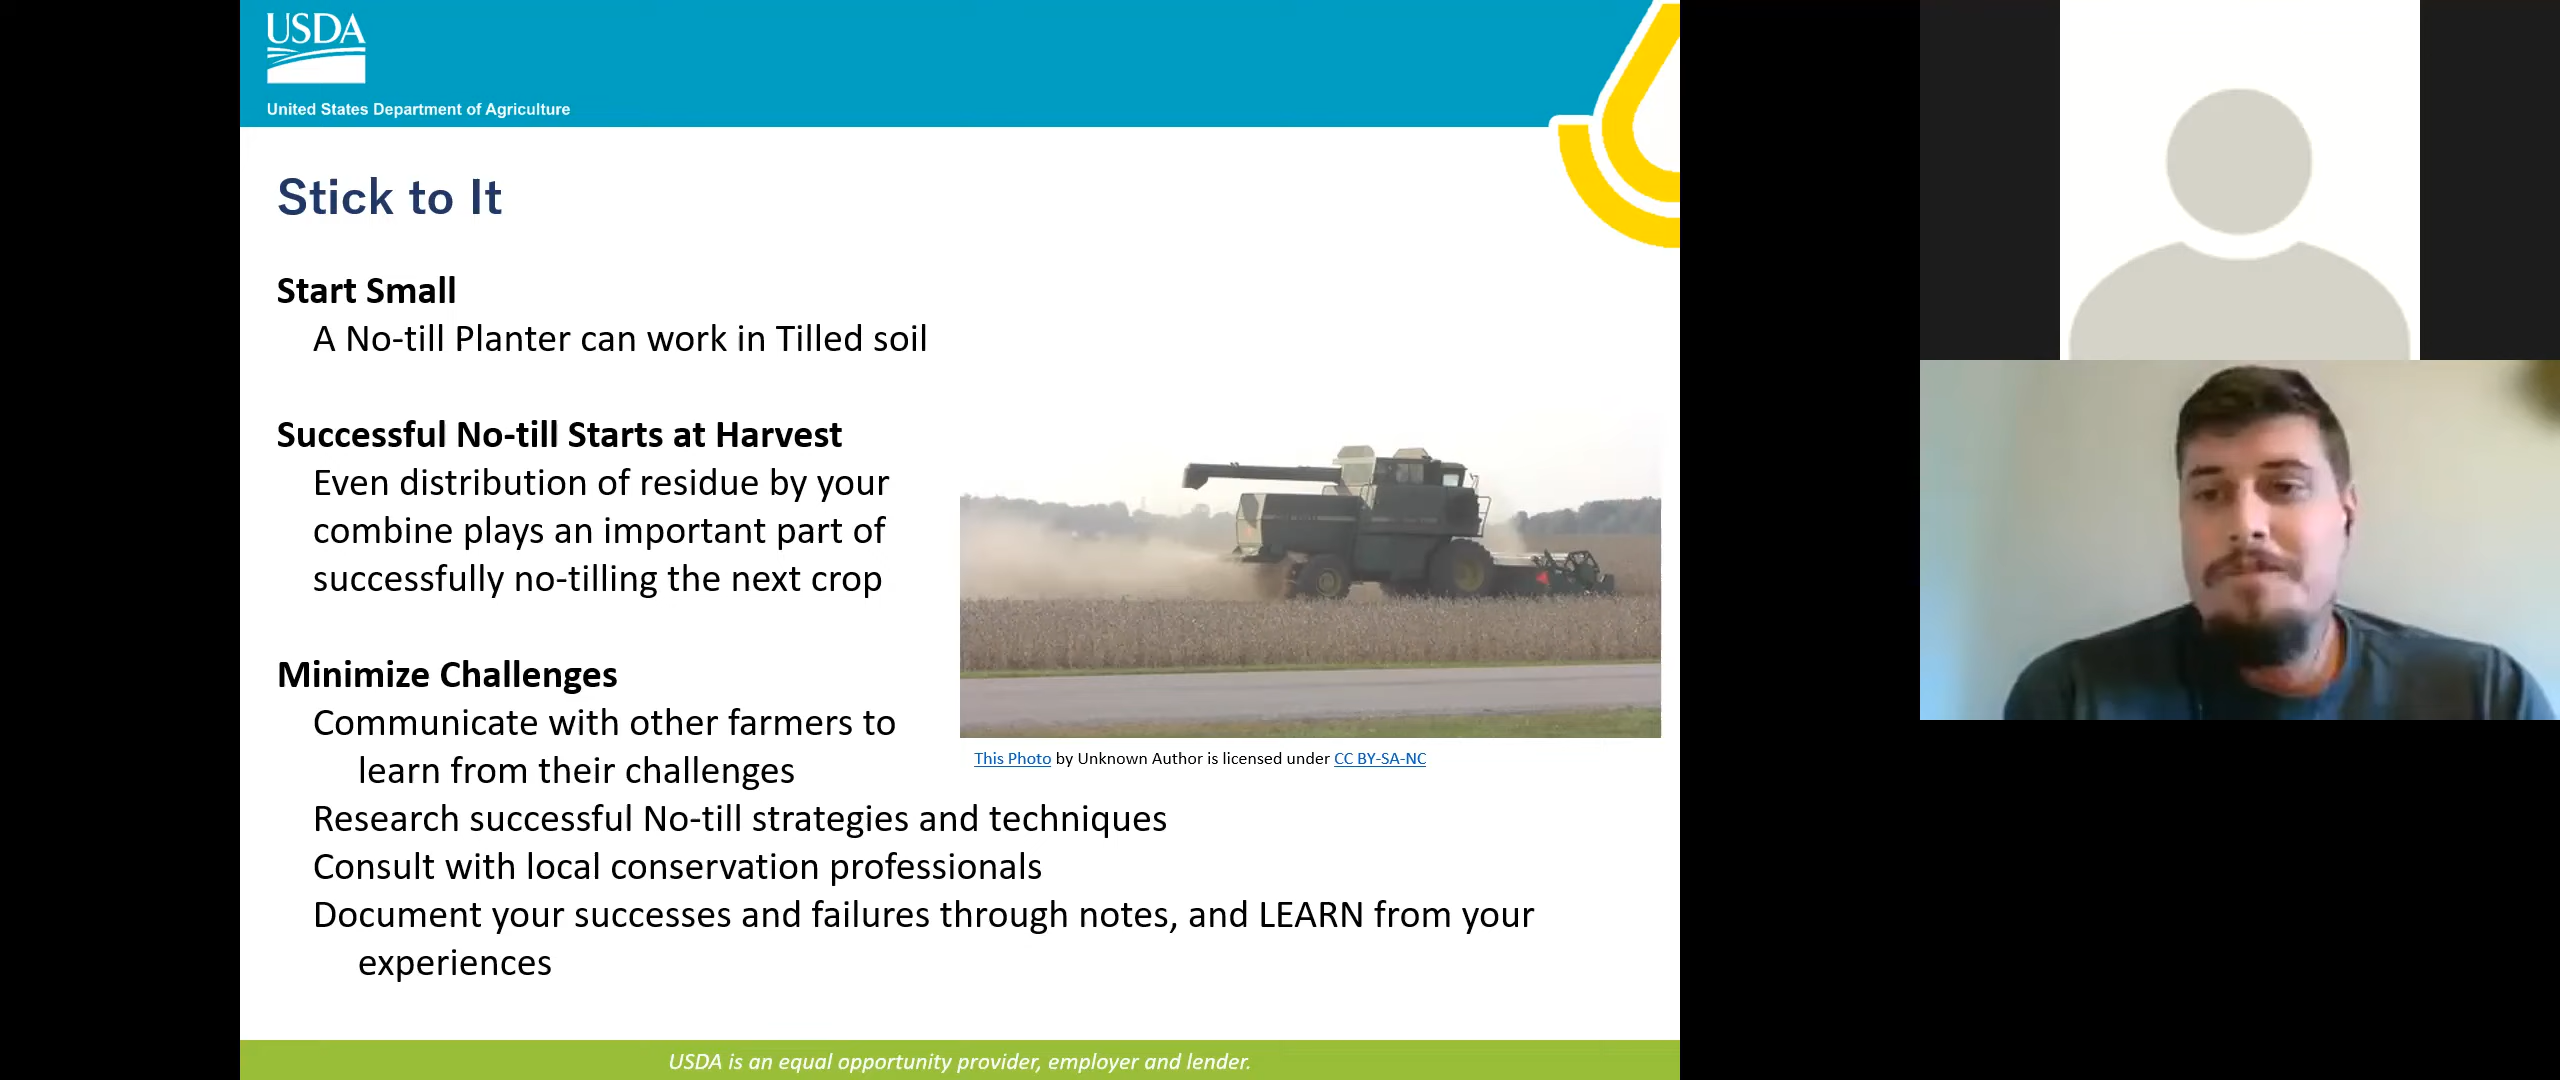 USDA
United States Department of Agriculture
Stick to It
Start Small
A No-till Planter can work in Tilled soil
Successful No-till Starts at Harvest
Even distribution of residue by your
combine plays an important part of
successfully no-tilling the next crop
Minimize Challenges
Communicate with other farmers to
learn from their challenges
Research successful No-till strategies and techniques
Consult with local conservation professionals
Document your successes and failures through notes, and LEARN from your
experiences
This Photo by Unknown Author is licensed under CC BY-SA-NC
USDA is an equal opportunity provider, employer and lender.